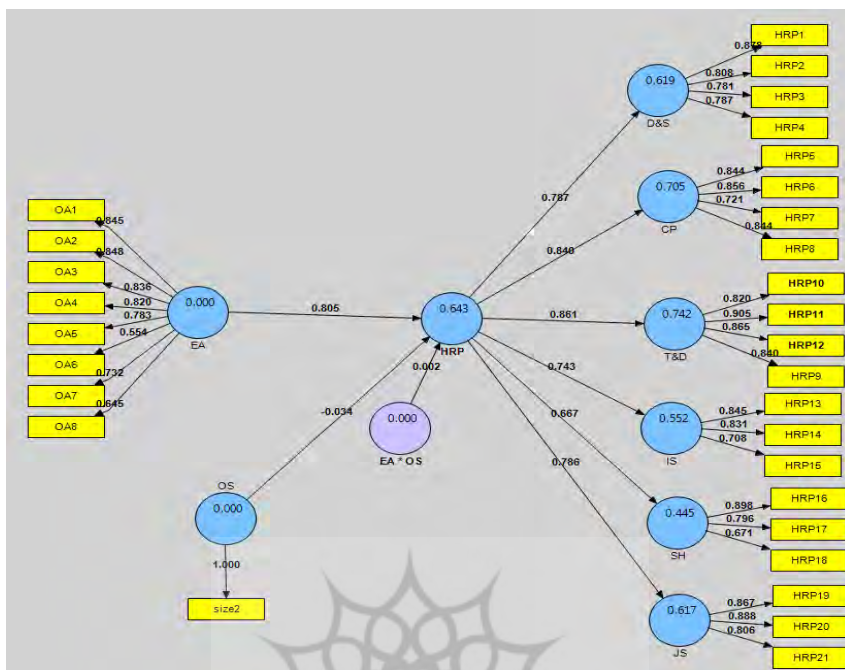 HRP1
0.878
HRP2
0.808
0.619
0.781
HRP3
0.787
D&S
HRP4
HRP5
0.844
0.856
HRP6
0.705
0.721
HRP7
0.787
0.844
CP
HRP8
OA1
0.845
OA2
0.848
0.840
OA3
0.836
HRP10
0.820
OA4
0.820
0.000
0.805
0.643
0.861
0.905
HRP11
0.742
0.865
HRP12
OA5
0.783
0.554
EA
HRP
T&D
0.840
HRP9
OA6
0.002
0.743
0.732
OA7
HRP13
0.845
0.645
-0.034
0.000
0.667
0.552
0.831
HRP14
OA8
0.708
HRP15
EA * OS
0.786
IS
OS
HRP16
0.898
0.000
0.445
0.796
HRP17
0.671
SH
HRP18
1.000
HRP19
0.867
size2
0.617
0.888
HRP20
0.806
JS
HRP21